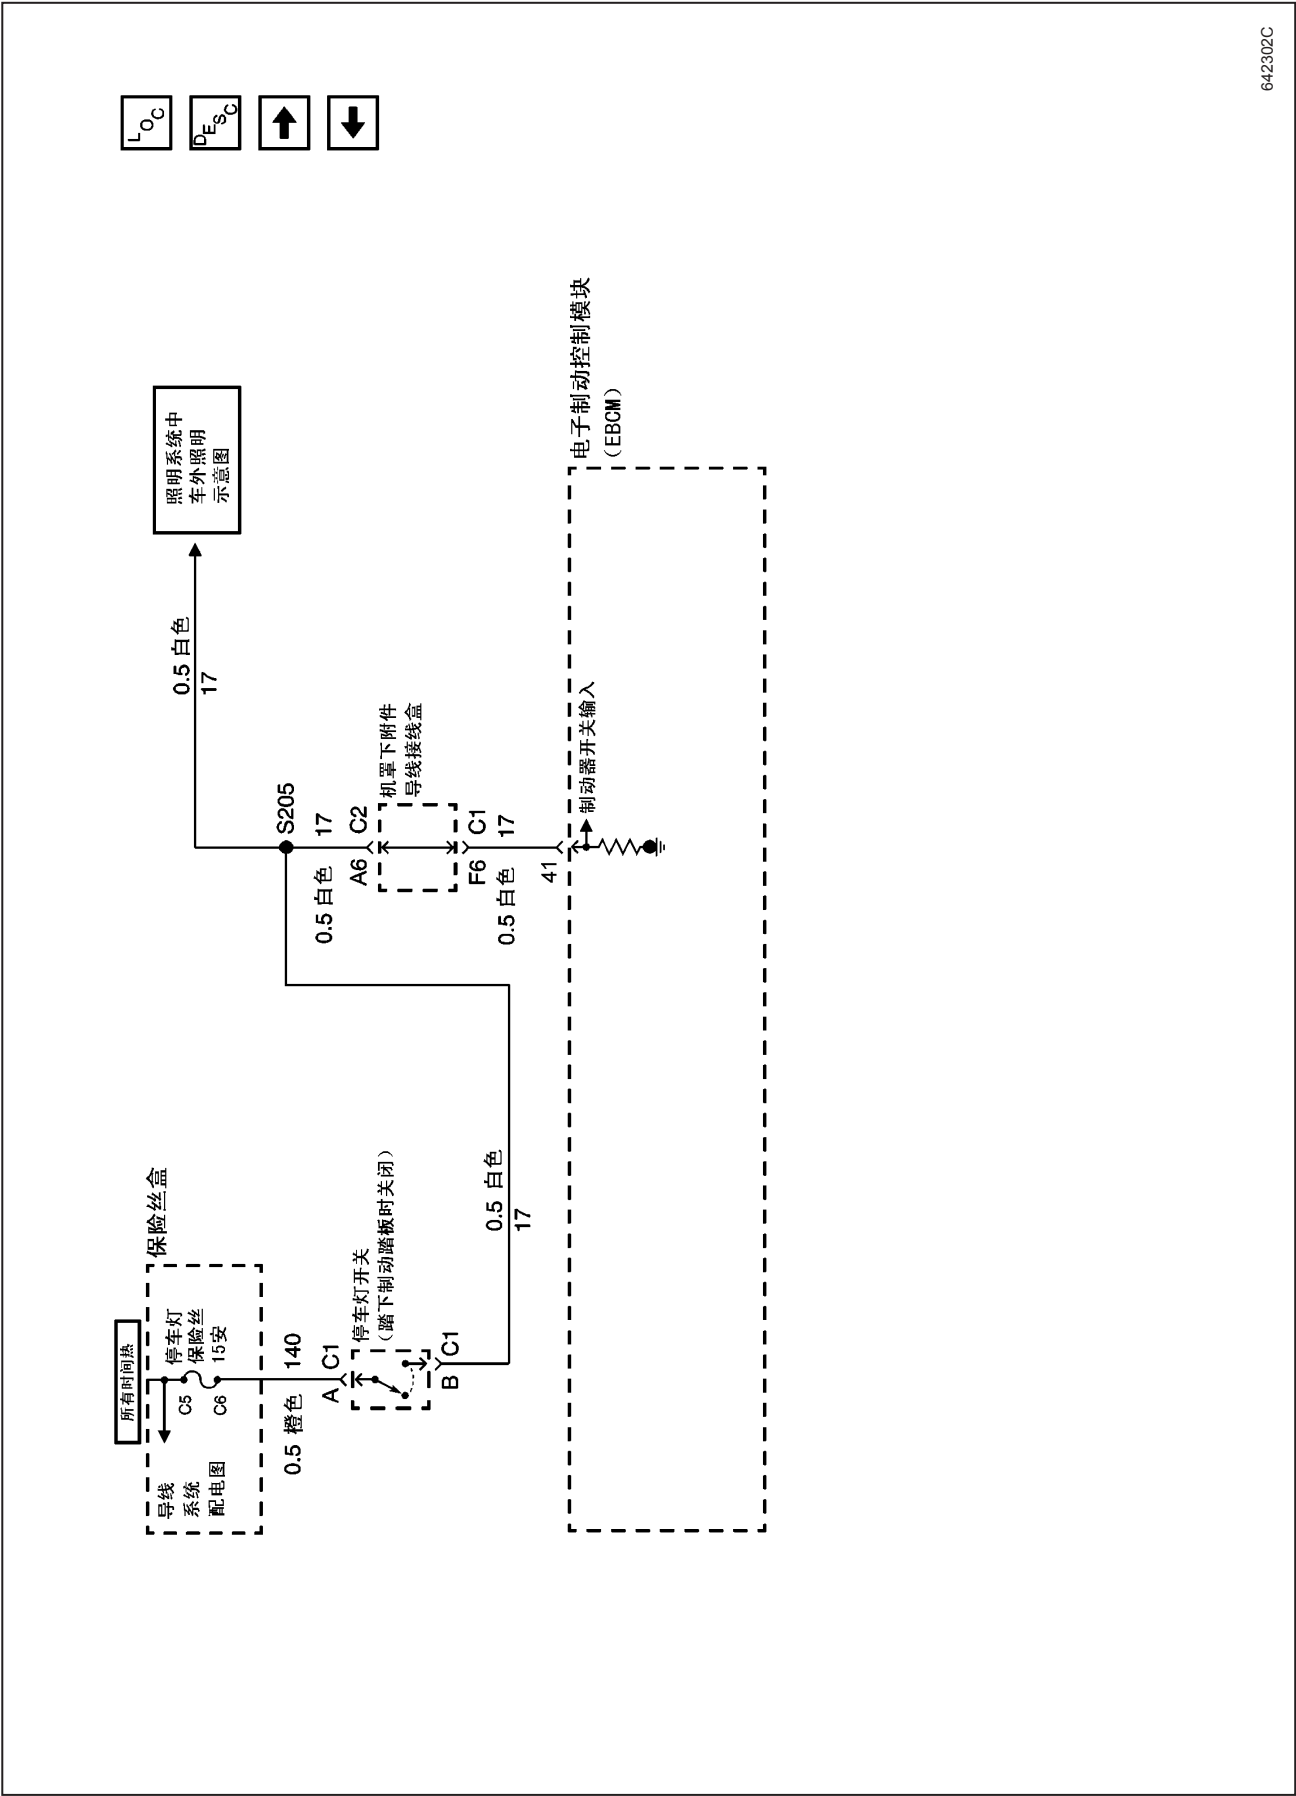 所有时间热
保险丝盒
导线
系统
配电图
C5
C6
停车灯
保险丝
15安
0.5 橙色
140
A
C1
停车灯开关
（踏下制动踏板时关闭）
B
C1
0.5 白色
17
S205
0.5 白色
17
照明系统中
车外照明
示意图
0.5 白色
17
A6
C2
机罩下附件
导线接线盒
F6
C1
0.5 白色
17
41
制动器开关输入
电子制动控制模块
（EBCM）
LOC
DESC
642302C